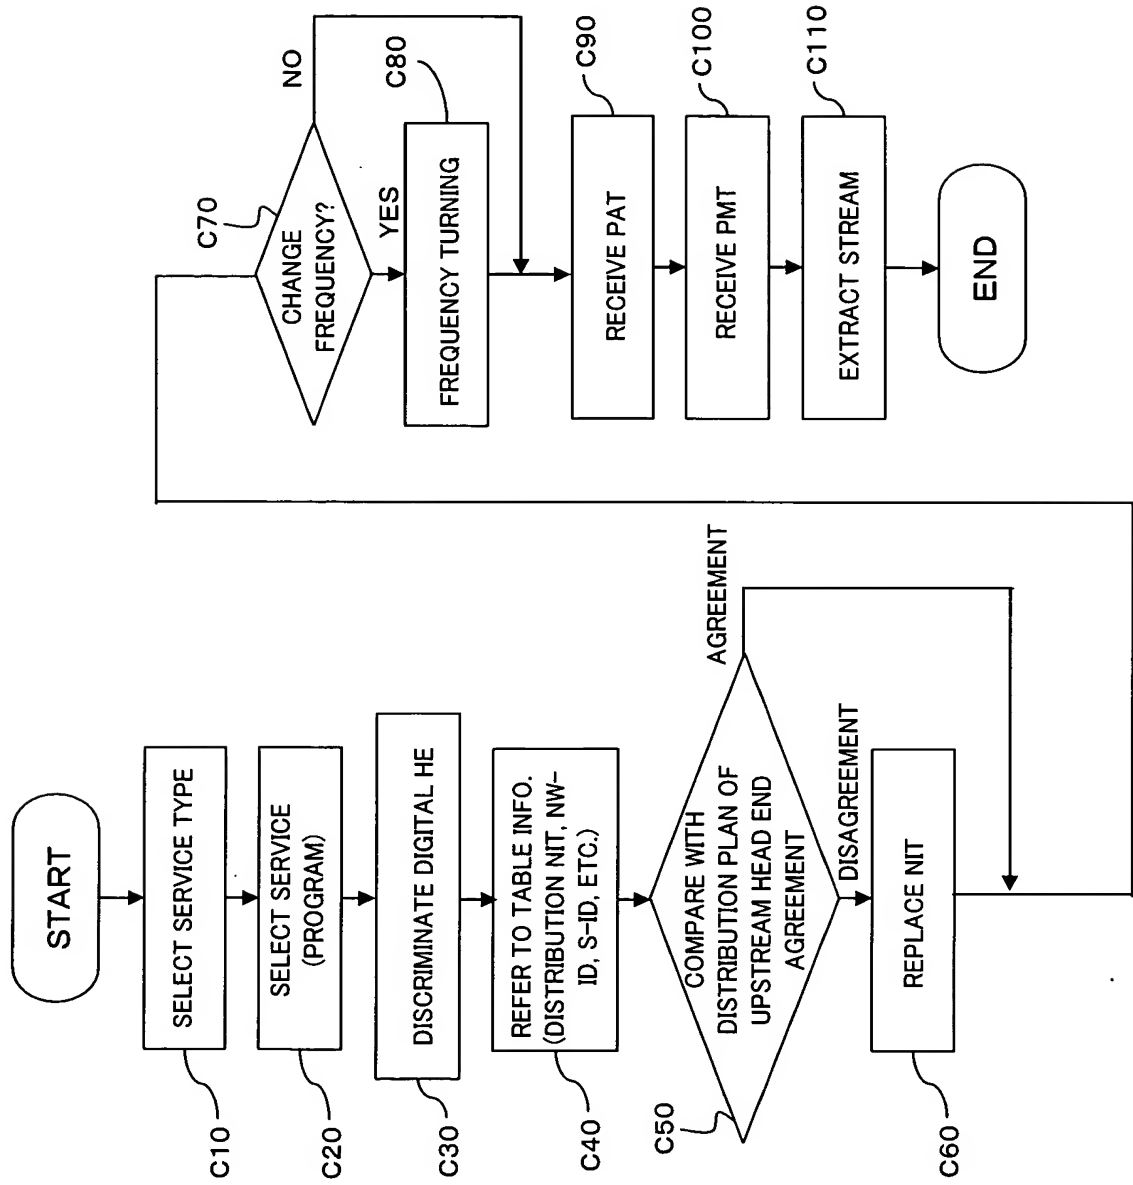 START
C10
SELECT SERVICE TYPE
C20
SELECT SERVICE
(PROGRAM)
C30
DISCRIMINATE DIGITAL HE
C40
REFER TO TABLE INFO.
(DISTRIBUTION NIT, NW-
ID, S-ID, ETC.)
C50
COMPARE WITH
DISTRIBUTION PLAN OF
UPSTREAM HEAD END
AGREEMENT
AGREEMENT
DISAGREEMENT
C60
REPLACE NIT
C70
CHANGE
FREQUENCY?
NO
YES
C80
FREQUENCY TURNING
C90
RECEIVE PAT
C100
RECEIVE PMT
C110
EXTRACT STREAM
END